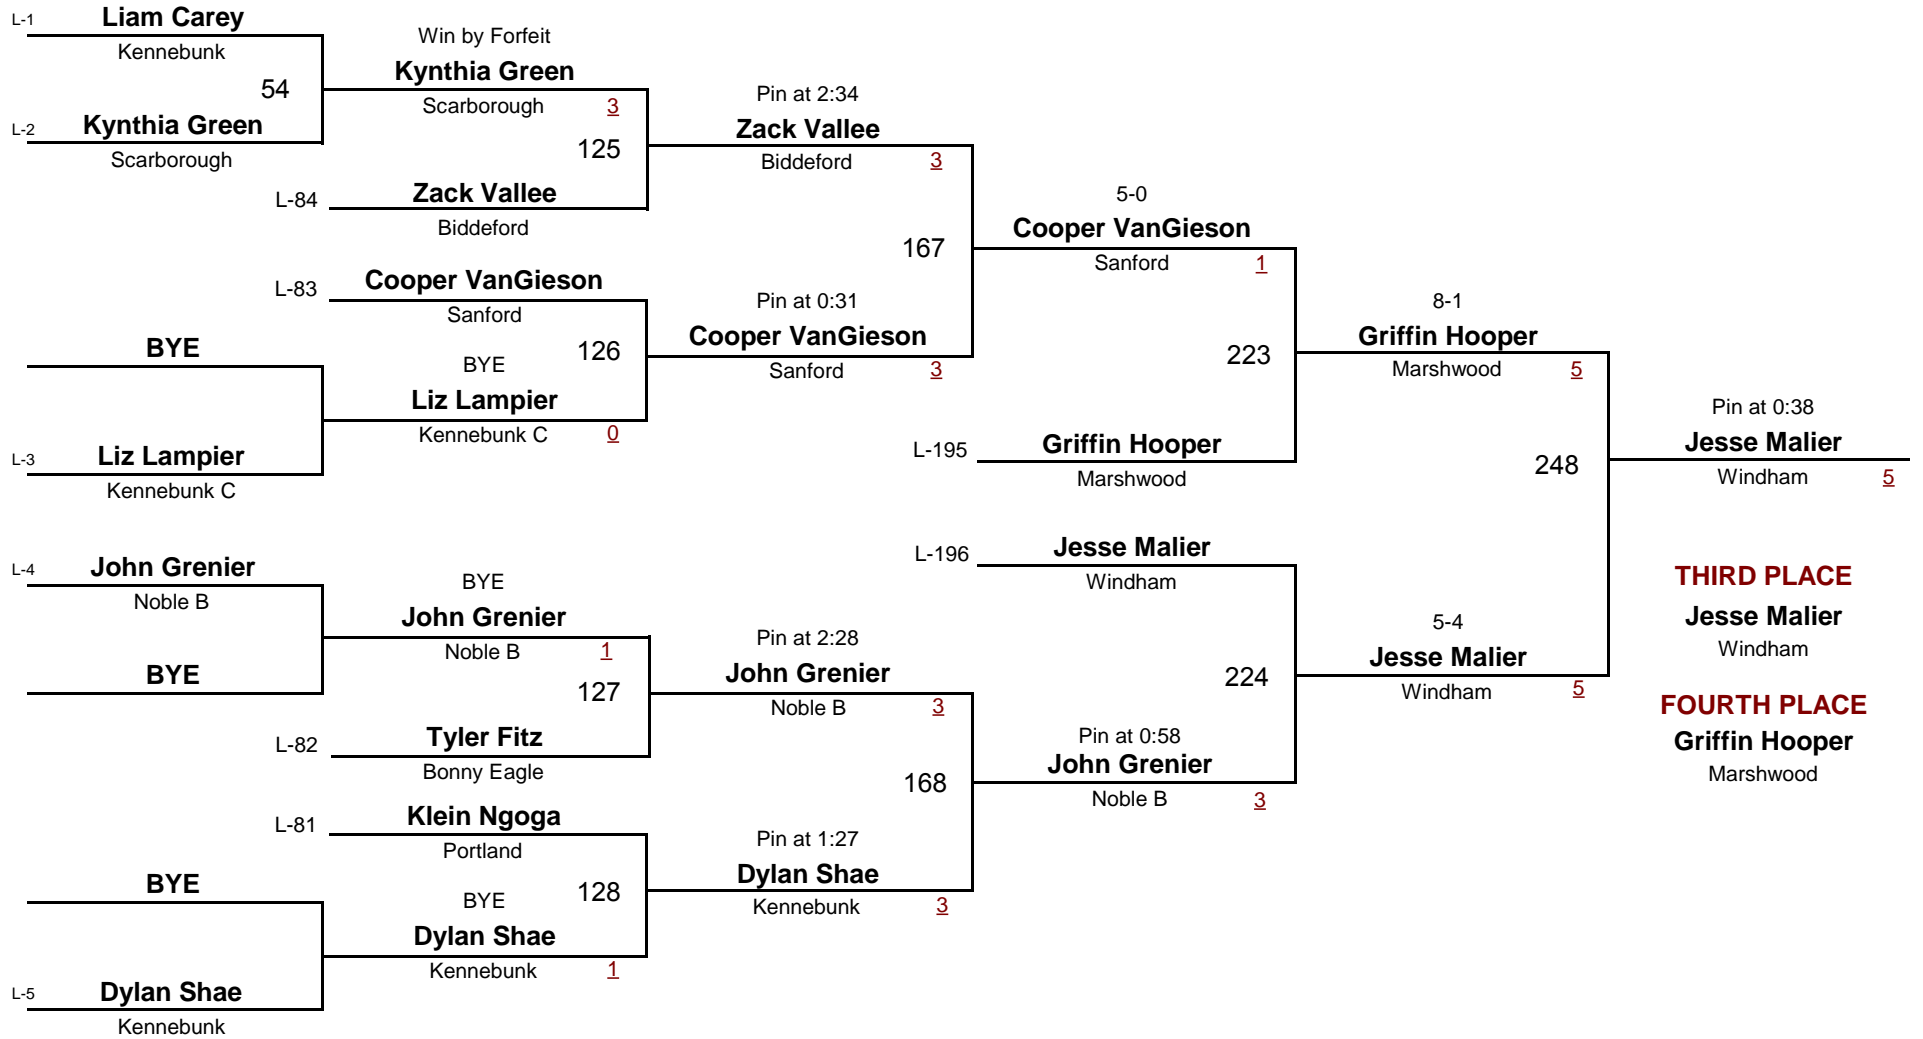 L-1
Liam Carey
Kennebunk
54
L-2
Kynthia Green
Scarborough
BYE
L-3
Liz Lampier
Kennebunk C
L-4
John Grenier
Noble B
BYE
BYE
L-5
Dylan Shae
Kennebunk
Win by Forfeit
Kynthia Green
Scarborough 3
125
L-84
Zack Vallee
Biddeford
L-83
Cooper VanGieson
Sanford
126
BYE
Liz Lampier
Kennebunk C 0
BYE
John Grenier
Noble B 1
127
L-82
Tyler Fitz
Bonny Eagle
L-81
Klein Ngoga
Portland
128
BYE
Dylan Shae
Kennebunk 1
Pin at 2:34
Zack Vallee
Biddeford 3
167
Pin at 0:31
Cooper VanGieson
Sanford 3
Pin at 2:28
John Grenier
Noble B 3
168
Pin at 1:27
Dylan Shae
Kennebunk 3
5-0
Cooper VanGieson
Sanford 1
223
L-195
Griffin Hooper
Marshwood
L-196
Jesse Malier
Windham
224
Pin at 0:58
John Grenier
Noble B 3
8-1
Griffin Hooper
Marshwood 5
248
5-4
Jesse Malier
Windham 5
Pin at 0:38
Jesse Malier
Windham 5
THIRD PLACE
Jesse Malier
Windham
FOURTH PLACE
Griffin Hooper
Marshwood